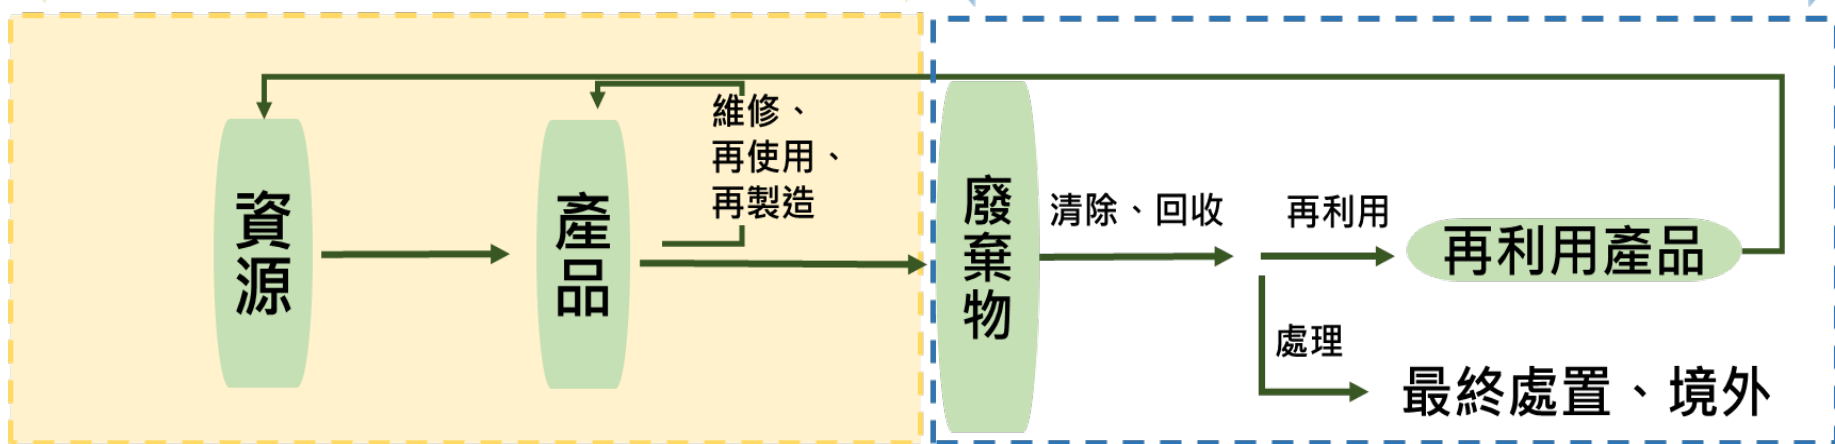 資源
產品
維修、
再使用、
再製造
廢棄物
清除、回收
再利用
再利用產品
處理
最終處置、境外